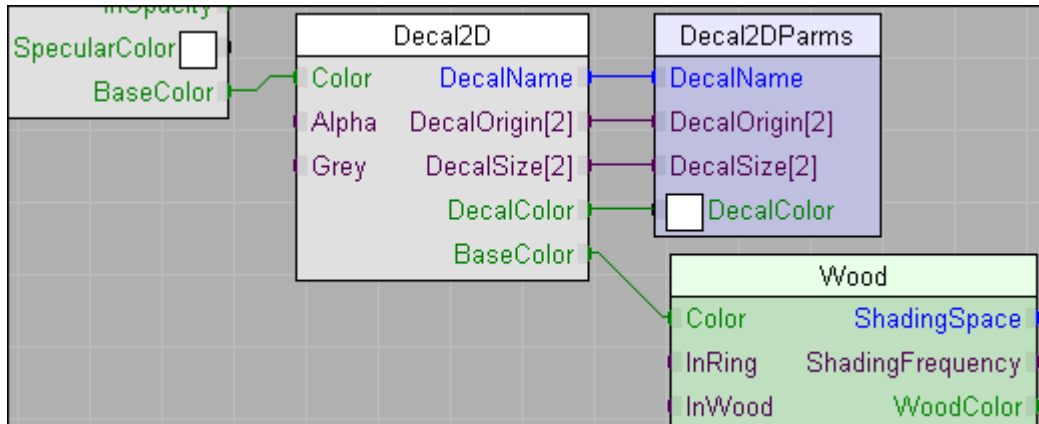 InOpacity
SpecularColor
BaseColor
Decal2D
Color DecalName
Alpha DecalOrigin[2]
Grey DecalSize[2]
DecalColor
BaseColor
Decal2DParms
DecalName
DecalOrigin[2]
DecalSize[2]
DecalColor
Wood
Color ShadingSpace
InRing ShadingFrequency
InWood WoodColor